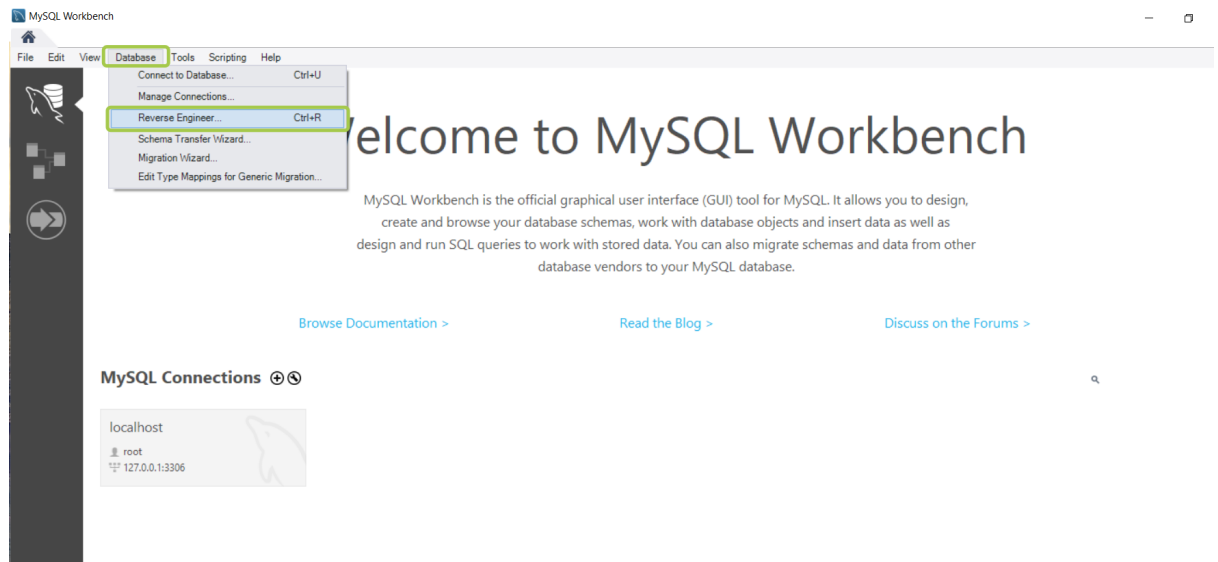 MySQL Workbench
File Edit View Database Tools Scripting Help
Connect to Database... Ctrl+U
Manage Connections...
Reverse Engineer... Ctrl+R
Schema Transfer Wizard...
Migration Wizard...
Edit Type Mappings for Generic Migration...
elcome to MySQL Workbench
MySQL Workbench is the official graphical user interface (GUI) tool for MySQL. It allows you to design,
create and browse your database schemas, work with database objects and insert data as well as
design and run SQL queries to work with stored data. You can also migrate schemas and data from other
database vendors to your MySQL database.
Browse Documentation > Read the Blog > Discuss on the Forums >
MySQL Connections
localhost
root
127.0.0.1:3306